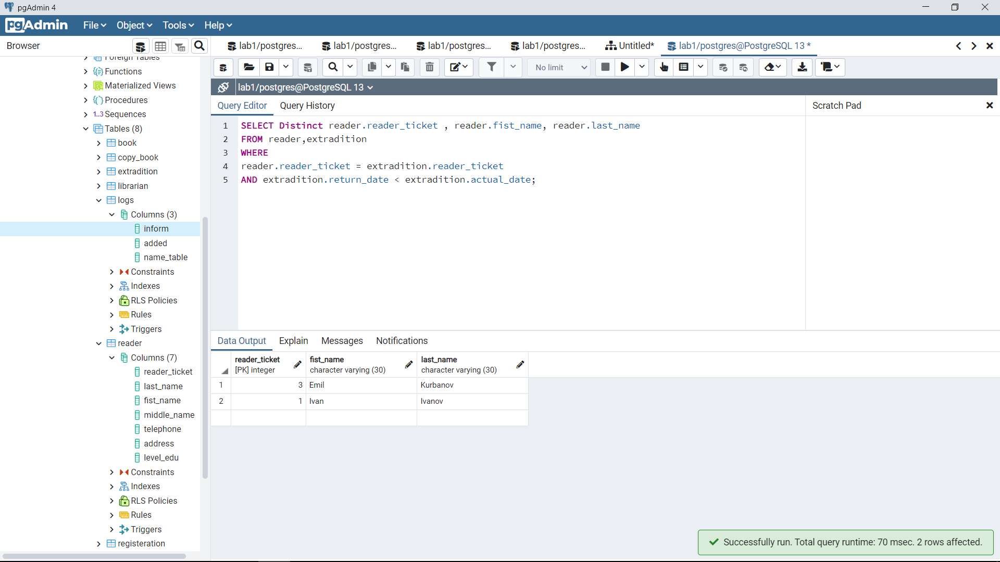 pgAdmin 4
pgAdmin File Object Tools Help
Browser
lab1/postgres... lab1/postgres... lab1/postgres... lab1/postgres... Untitled* lab1/postgres@PostgreSQL 13 *
No limit
lab1/postgres@PostgreSQL 13
Foreign Tables
Functions
Materialized Views
Procedures
1..3 Sequences
Tables (8)
book
copy_book
extradition
librarian
logs
Columns (3)
inform
added
name_table
Constraints
Indexes
RLS Policies
Rules
Triggers
reader
Columns (7)
reader_ticket
last_name
fist_name
middle_name
telephone
address
level_edu
Constraints
Indexes
RLS Policies
Rules
Triggers
registeration
Query Editor Query History
Scratch Pad
1 SELECT Distinct reader.reader_ticket , reader.fist_name, reader.last_name
2 FROM reader,extradition
3 WHERE
4 reader.reader_ticket = extradition.reader_ticket
5 AND extradition.return_date < extradition.actual_date;
Data Output Explain Messages Notifications
reader_ticket fist_name last_name
[PK] integer character varying (30) character varying (30)
1 3 Emil Kurbanov
2 1 Ivan Ivanov
Successfully run. Total query runtime: 70 msec. 2 rows affected.